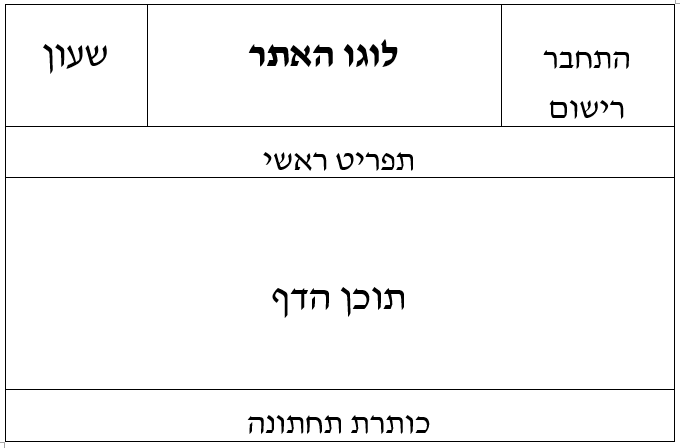 התחבר
רישום
לוגו האתר
שעון
תפריט ראשי
תוכן הדף
כותרת תחתונה